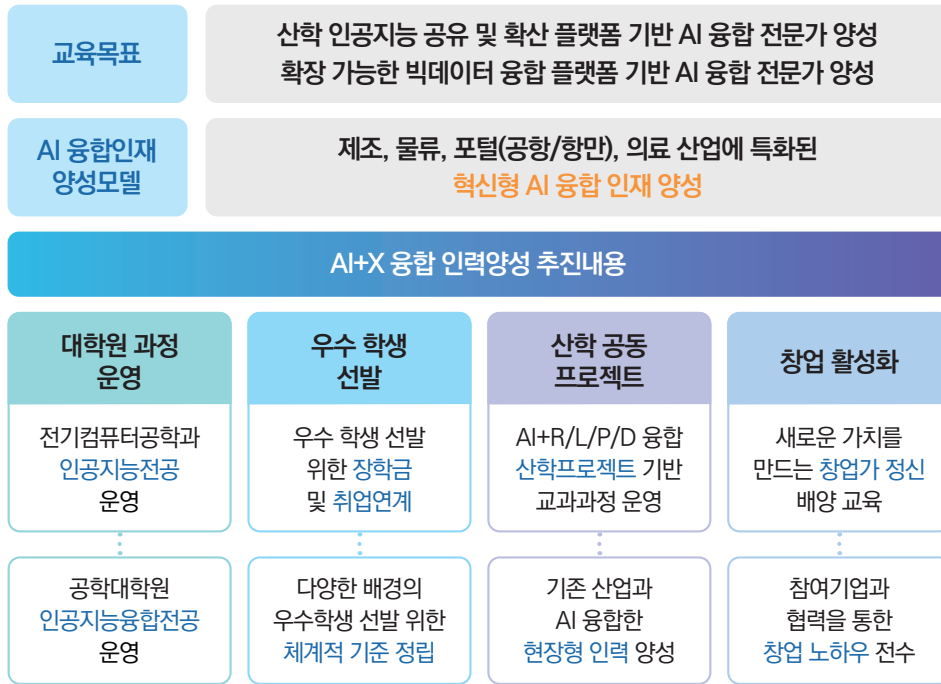 교육목표
산학 인공지능 공유 및 확산 플랫폼 기반 AI 융합 전문가 양성
확장 가능한 빅데이터 융합 플랫폼 기반 AI 융합 전문가 양성
AI 융합인재
양성모델
제조, 물류, 포털(공항/항만), 의료 산업에 특화된
혁신형 AI 융합 인재 양성
AI+X 융합 인력양성 추진내용
대학원 과정
운영
전기컴퓨터공학과
인공지능전공
운영
공학대학원
인공지능융합전공
운영
우수 학생
선발
우수 학생 선발
위한 장학금
및 취업연계
다양한 배경의
우수학생 선발 위한
체계적 기준 정립
산학 공동
프로젝트
AI+R/L/P/D 융합
산학프로젝트 기반
교과과정 운영
기존 산업과
AI 융합한
현장형 인력 양성
창업 활성화
새로운 가치를
만드는 창업가 정신
배양 교육
참여기업과
협력을 통한
창업 노하우 전수